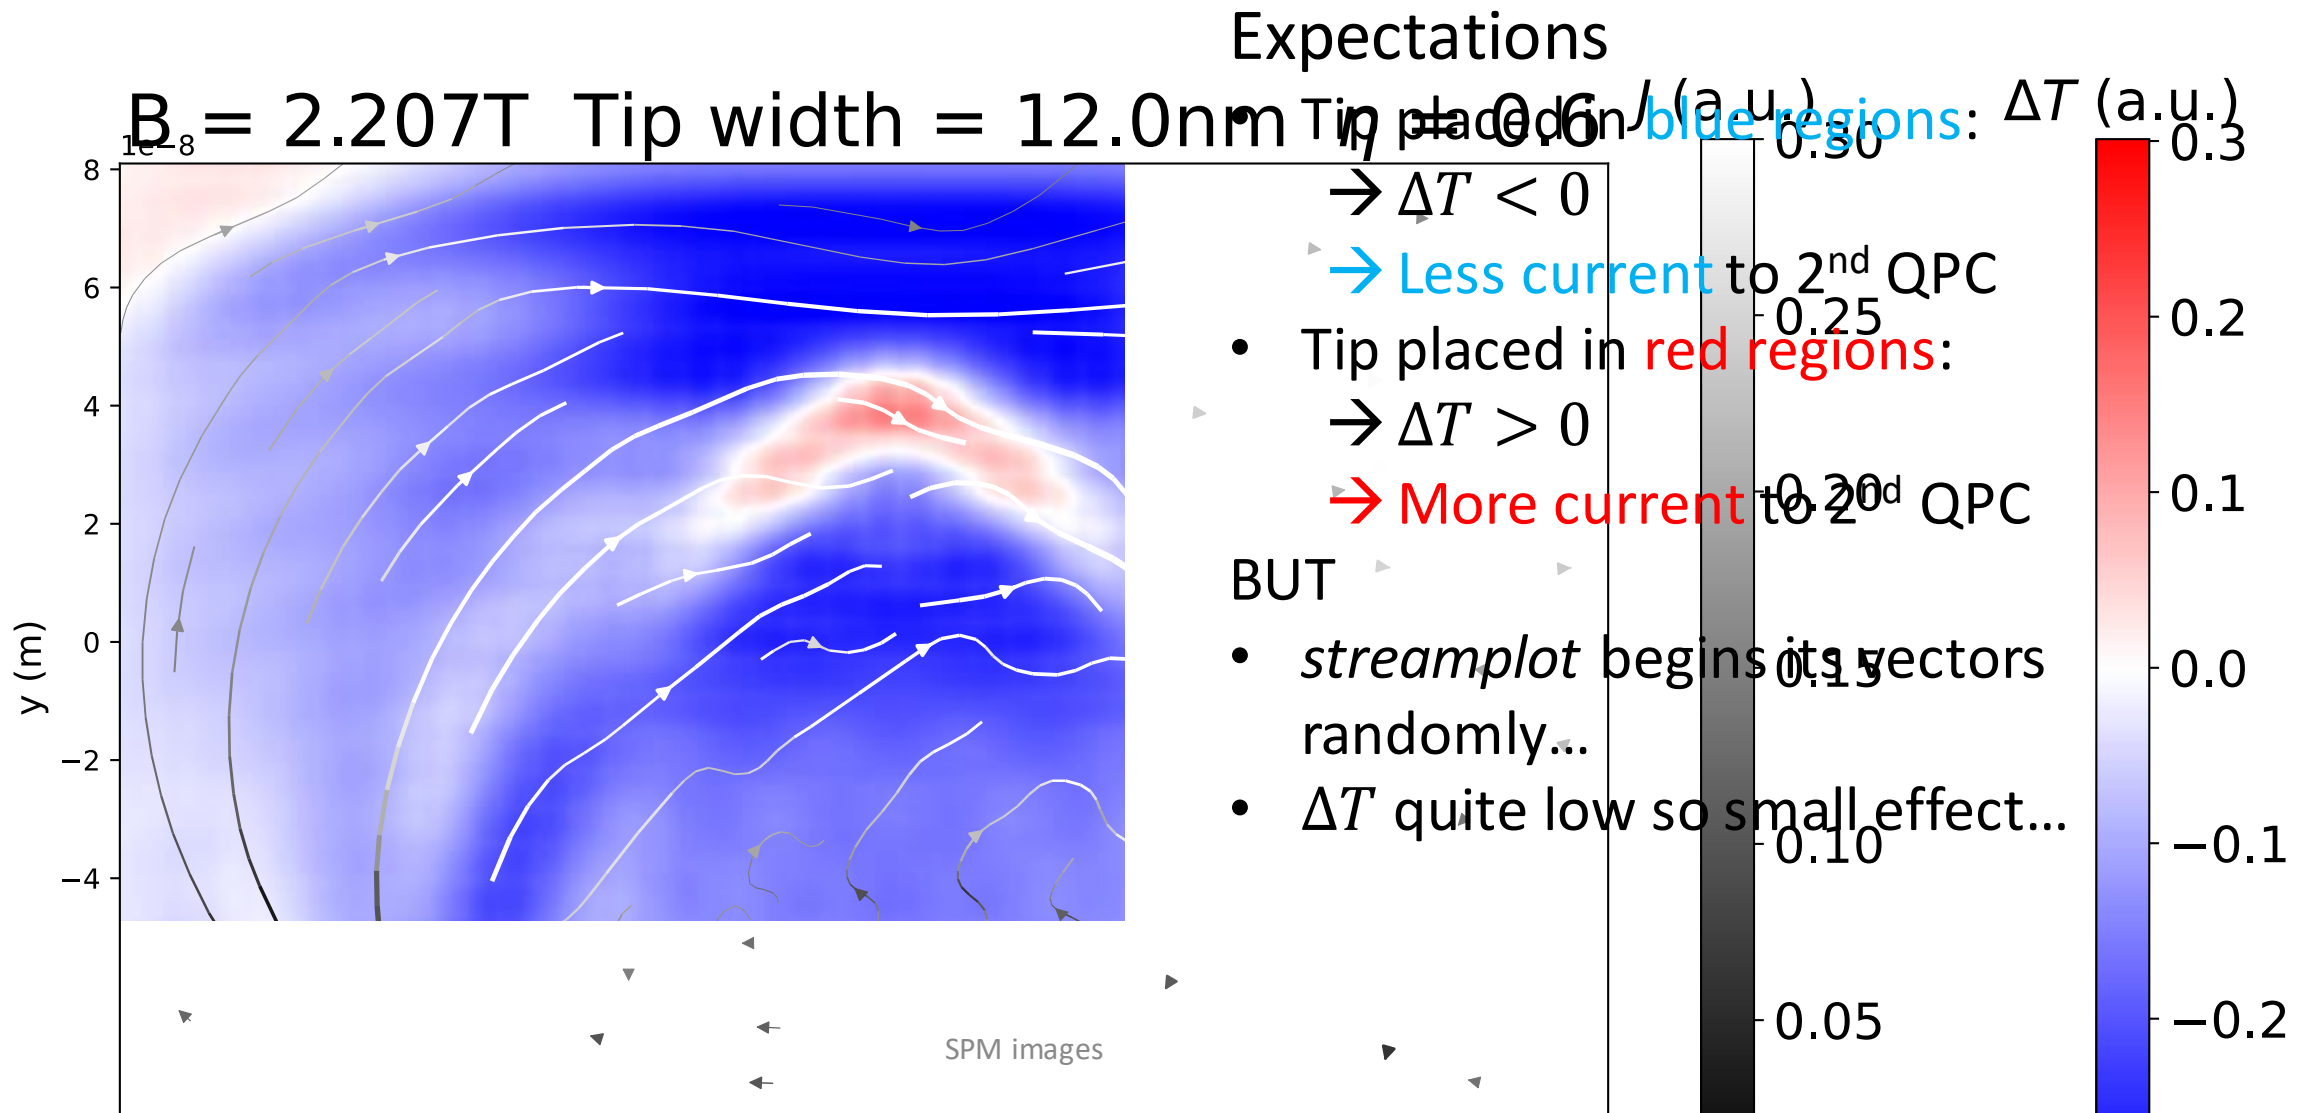 Expectations
B = 2.207T  Tip width = 12.0nm  η = 0.6
J (a.u.)
ΔT (a.u.)
1e−8
• Tip placed in blue regions:
→ ΔT < 0
→ Less current to 2nd QPC
• Tip placed in red regions:
→ ΔT > 0
→ More current to 2nd QPC
BUT
• streamplot begins its vectors
randomly...
• ΔT quite low so small effect...
8
6
4
2
0
−2
−4
y (m)
0.30
0.25
0.20
0.15
0.10
0.05
0.3
0.2
0.1
0.0
−0.1
−0.2
SPM images